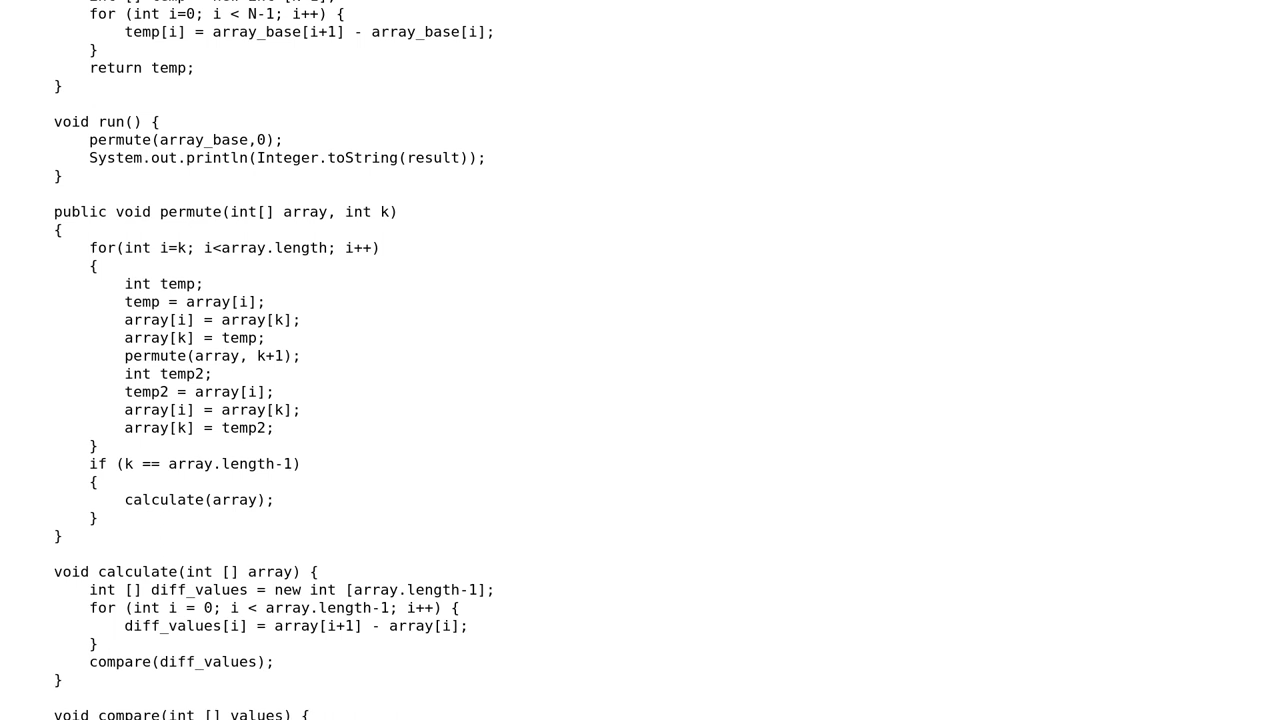 for (int i=0; i < N-1; i++) {
temp[i] = array_base[i+1] - array_base[i];
}
return temp;
}
void run() {
permute(array_base,0);
System.out.println(Integer.toString(result));
}
public void permute(int[] array, int k)
{
for(int i=k; i<array.length; i++)
{
int temp;
temp = array[i];
array[i] = array[k];
array[k] = temp;
permute(array, k+1);
int temp2;
temp2 = array[i];
array[i] = array[k];
array[k] = temp2;
}
if (k == array.length-1)
{
calculate(array);
}
}
void calculate(int [] array) {
int [] diff_values = new int [array.length-1];
for (int i = 0; i < array.length-1; i++) {
diff_values[i] = array[i+1] - array[i];
}
compare(diff_values);
}
void compare(int [] values) {